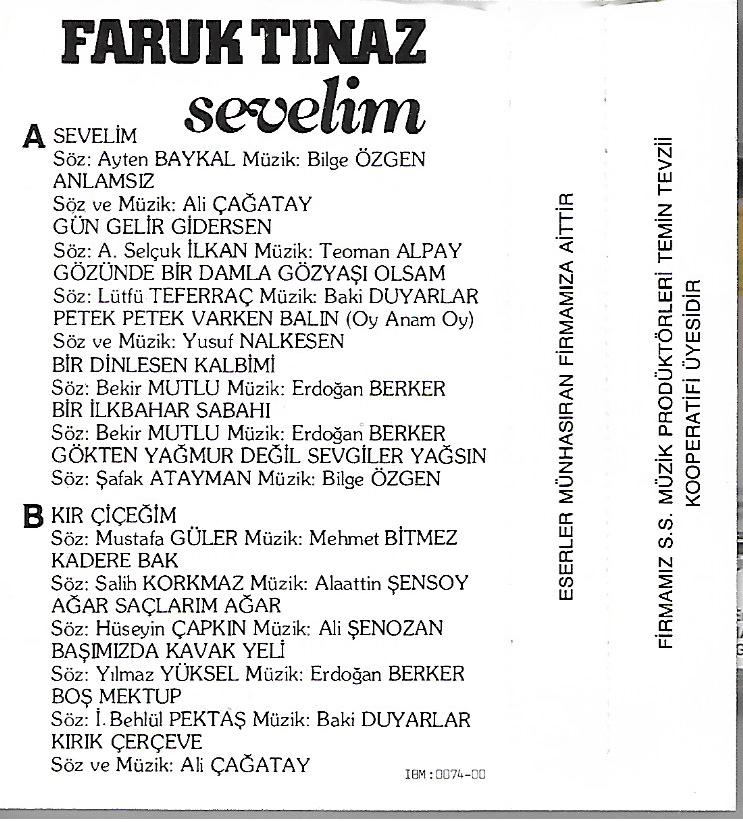 FARUK TINAZ
sevelim
A SEVELİM
Söz: Ayten BAYKAL Müzik: Bilge ÖZGEN
ANLAMSIZ
Söz ve Müzik: Ali ÇAĞATAY
GÜN GELİR GİDERSEN
Söz: A. Selçuk İLKAN Müzik: Teoman ALPAY
GÖZÜNDE BİR DAMLA GÖZYAŞI OLSAM
Söz: Lütfü TEFERRAÇ Müzik: Baki DUYARLAR
PETEK PETEK VARKEN BALIN (Oy Anam Oy)
Söz ve Müzik: Yusuf NALKESEN
BİR DİNLESEN KALBİMİ
Söz: Bekir MUTLU Müzik: Erdoğan BERKER
BİR İLKBAHAR SABAHI
Söz: Bekir MUTLU Müzik: Erdoğan BERKER
GÖKTEN YAĞMUR DEĞİL SEVGİLER YAĞSIN
Söz: Şafak ATAYMAN Müzik: Bilge ÖZGEN
B KIR ÇİÇEĞİM
Söz: Mustafa GÜLER Müzik: Mehmet BİTMEZ
KADERE BAK
Söz: Salih KORKMAZ Müzik: Alaattin ŞENSOY
AĞAR SAÇLARIM AĞAR
Söz: Hüseyin ÇAPKIN Müzik: Ali ŞENOZAN
BAŞIMIZDA KAVAK YELİ
Söz: Yılmaz YÜKSEL Müzik: Erdoğan BERKER
BOŞ MEKTUP
Söz: İ. Behlül PEKTAŞ Müzik: Baki DUYARLAR
KIRIK ÇERÇEVE
Söz ve Müzik: Ali ÇAĞATAY
IBM:0074-00
ESERLER MÜNHASIRAN FİRMAMIZA AİTTİR
FİRMAMIZ S.S. MÜZİK PRODÜKTÖRLERİ TEMİN TEVZİİ
KOOPERATİFİ ÜYESİDİR